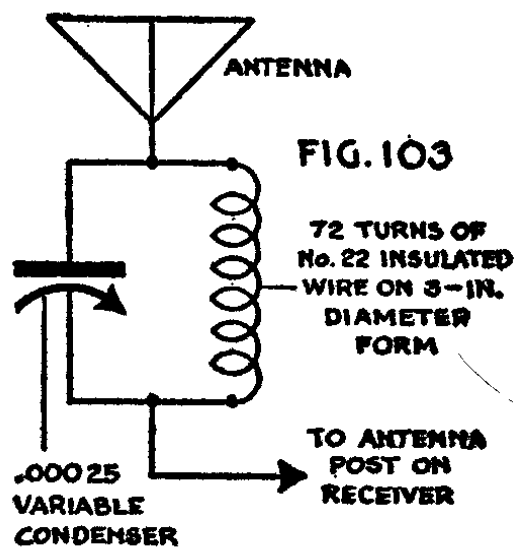 ANTENNA
FIG. 103
72 TURNS OF
No. 22 INSULATED
WIRE ON 3-IN.
DIAMETER
FORM
TO ANTENNA
POST ON
RECEIVER
.00025
VARIABLE
CONDENSER